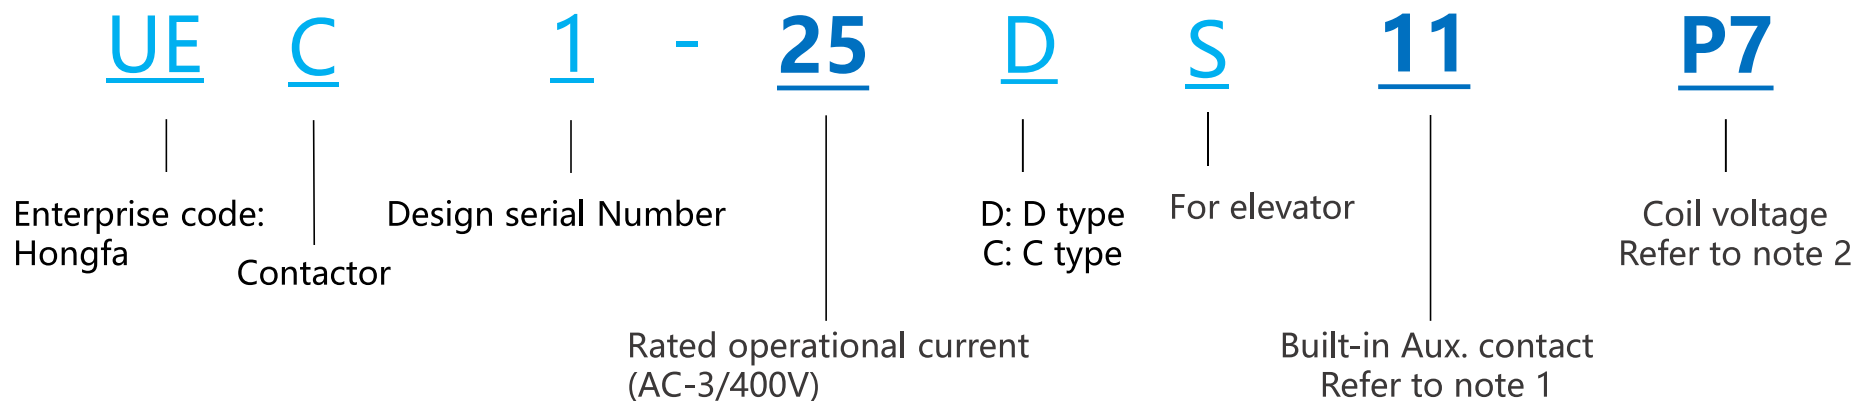 UE C 1 - 25 D S 11 P7
Enterprise code:
Hongfa
Contactor
Design serial Number
Rated operational current
(AC-3/400V)
D: D type
C: C type
For elevator
Built-in Aux. contact
Refer to note 1
Coil voltage
Refer to note 2